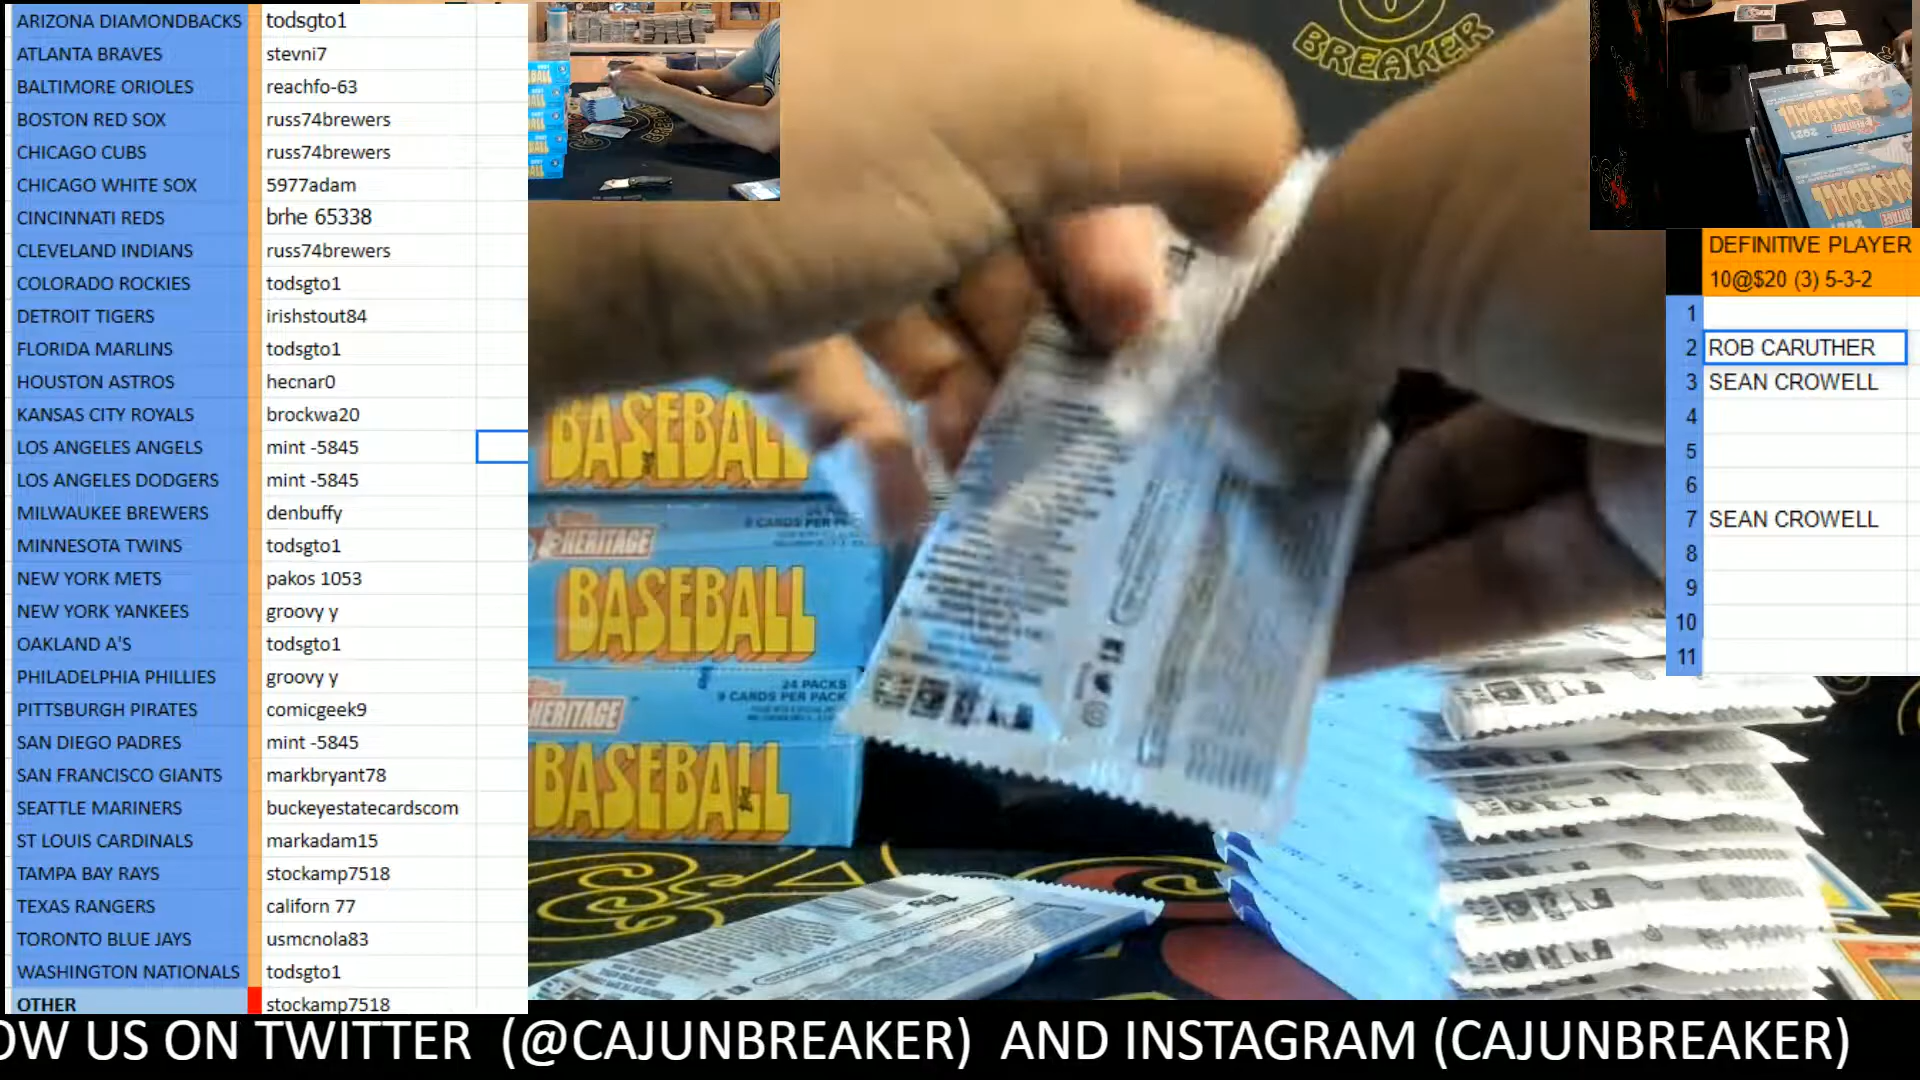 ARIZONA DIAMONDBACKS todsgto1
ATLANTA BRAVES stevni7
BALTIMORE ORIOLES reachfo-63
BOSTON RED SOX russ74brewers
CHICAGO CUBS russ74brewers
CHICAGO WHITE SOX 5977adam
CINCINNATI REDS brhe 65338
CLEVELAND INDIANS russ74brewers
COLORADO ROCKIES todsgto1
DETROIT TIGERS irishstout84
FLORIDA MARLINS todsgto1
HOUSTON ASTROS hecnar0
KANSAS CITY ROYALS brockwa20
LOS ANGELES ANGELS mint -5845
LOS ANGELES DODGERS mint -5845
MILWAUKEE BREWERS denbuffy
MINNESOTA TWINS todsgto1
NEW YORK METS pakos 1053
NEW YORK YANKEES groovy y
OAKLAND A'S todsgto1
PHILADELPHIA PHILLIES groovy y
PITTSBURGH PIRATES comicgeek9
SAN DIEGO PADRES mint -5845
SAN FRANCISCO GIANTS markbryant78
SEATTLE MARINERS buckeyestatecardscom
ST LOUIS CARDINALS markadam15
TAMPA BAY RAYS stockamp7518
TEXAS RANGERS californ 77
TORONTO BLUE JAYS usmcnola83
WASHINGTON NATIONALS todsgto1
OTHER stockamp7518
BREAKER
BASEBALL
HERITAGE
BASEBALL
24 PACKS
9 CARDS PER PACK
HERITAGE
BASEBALL
BASEBALL
2021
DEFINITIVE PLAYER
10@$20 (3) 5-3-2
1
2 ROB CARUTHER
3 SEAN CROWELL
4
5
6
7 SEAN CROWELL
8
9
10
11
OW US ON TWITTER (@CAJUNBREAKER) AND INSTAGRAM (CAJUNBREAKER)